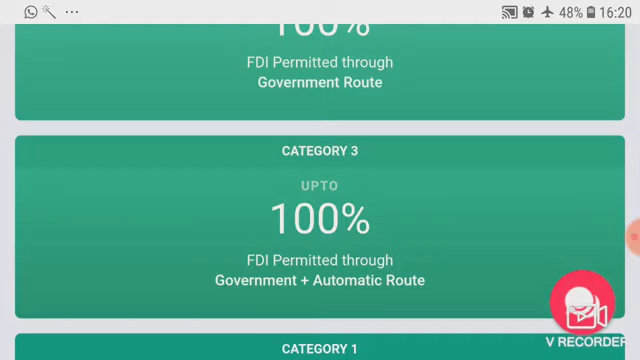 48% 16:20
100%
FDI Permitted through
Government Route
CATEGORY 3
UPTO
100%
FDI Permitted through
Government + Automatic Route
V RECORDER
CATEGORY 1